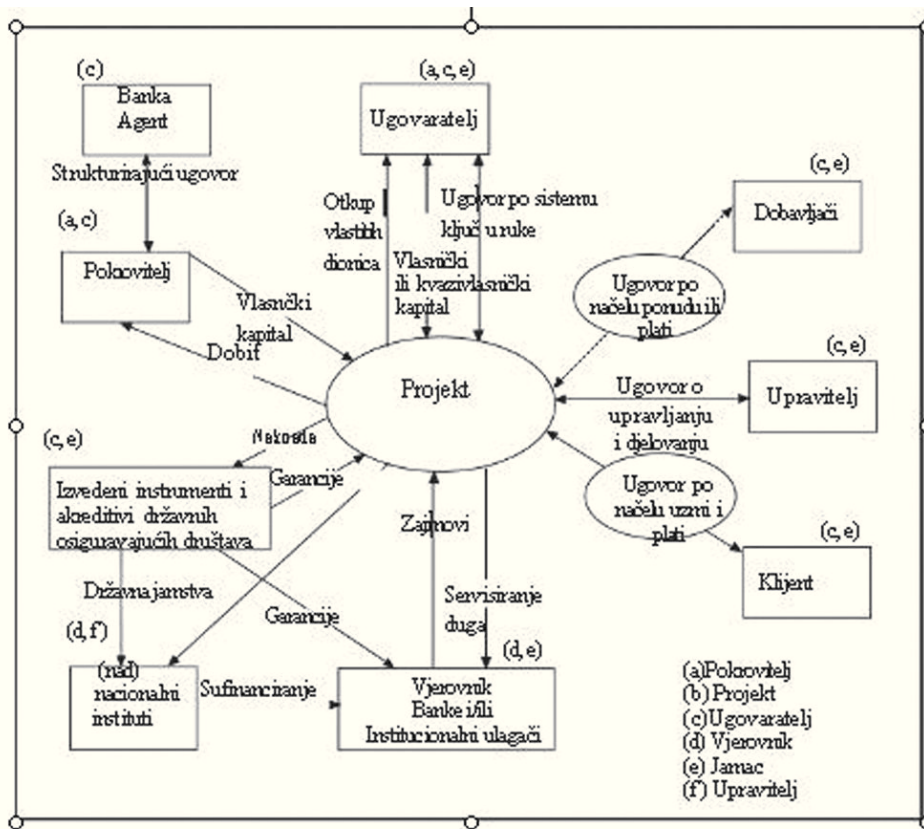 (c)
Banka
Agent
Strukturirajući ugovor
(a, c)
Pokrovitelj
Vlasnički
kapital
Dobit
(a, c, e)
Ugovaratelj
Otkup
vlastitih
dionica
Ugovor po sistemu
ključ u ruke
Vlasnički
ili kvazivlasnički
kapital
(c, e)
Dobavljači
Ugovor po
načelu ponudu ili
plati
Projekt
(c, e)
Upravitelj
Ugovor o
upravljanju
i djelovanju
(c, e)
Izvedeni instrumenti i
akreditivi državnih
osiguravajućih društava
Naknada
Garancije
Ugovor po
načelu uzmi i
plati
(c, e)
Klijent
Zajmovi
Servisiranje
duga
Državna jamstva
Garancije
(d, f)
(nad)
nacionalni
instituti
Sufinanciranje
(d, e)
Vjerovnik
Banke i/ili
Institucionalni ulagači
(a)Pokrovitelj
(b) Projekt
(c)Ugovaratelj
(d) Vjerovnik
(e) Jamac
(f) Upravitelj